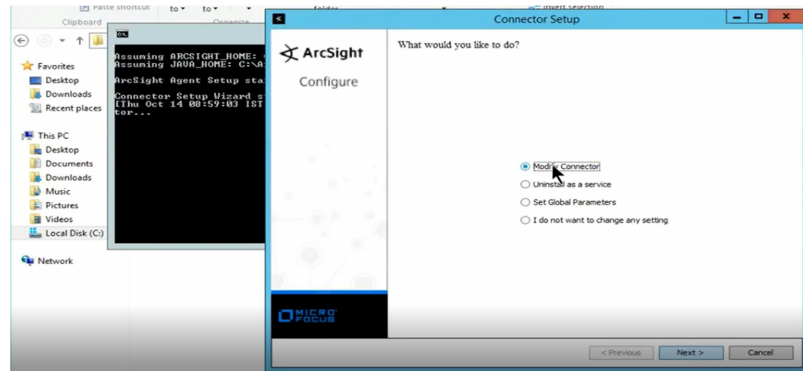 Paste shortcut
to
to
folder
Invert selection
Clipboard
Organize
Connector Setup
Favorites
Desktop
Downloads
Recent places
This PC
Desktop
Documents
Downloads
Music
Pictures
Videos
Local Disk (C:)
Network
Assuming ARCSIGHT_HOME:
Assuming JAVA_HOME: C:\A
ArcSight Agent Setup sta
Connector Setup Wizard s
[Thu Oct 14 08:59:03 IST
tor...
ArcSight
Configure
What would you like to do?
Modify Connector
Uninstall as a service
Set Global Parameters
I do not want to change any setting
MICRO
FOCUS
< Previous
Next >
Cancel